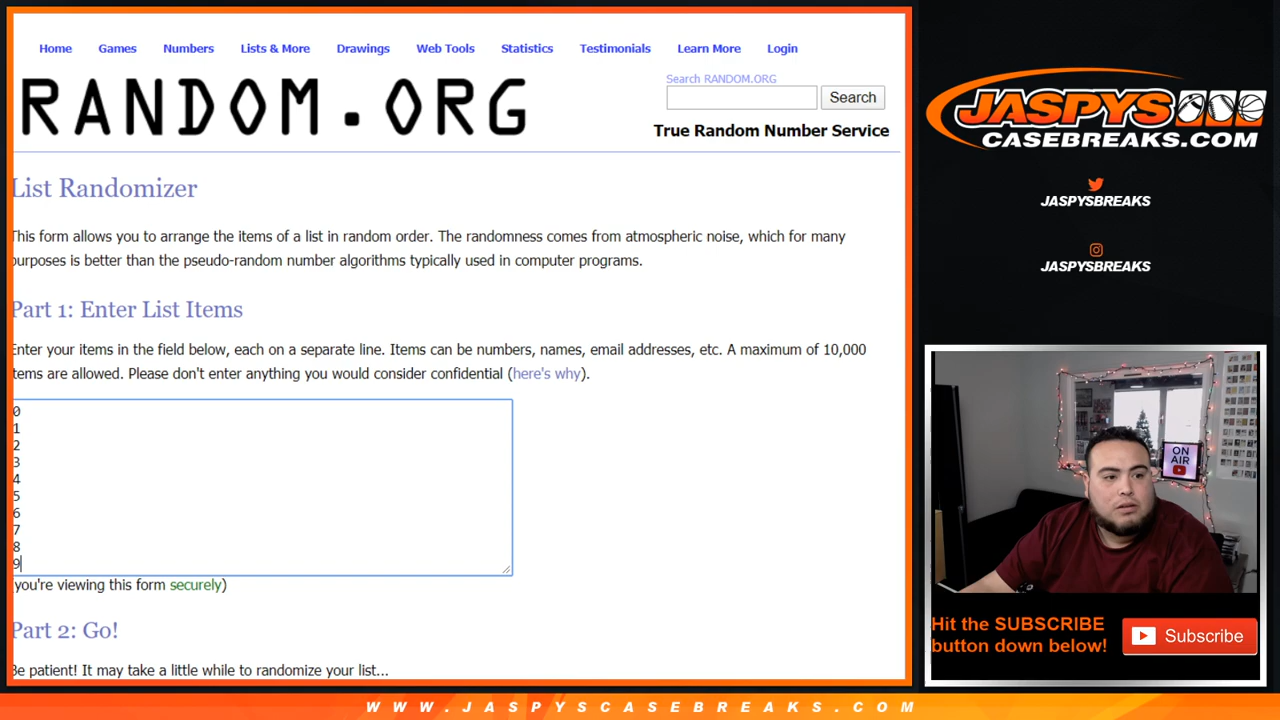 Home Games Numbers Lists & More Drawings Web Tools Statistics Testimonials Learn More Login
RANDOM.ORG
Search RANDOM.ORG
Search
True Random Number Service
List Randomizer
This form allows you to arrange the items of a list in random order. The randomness comes from atmospheric noise, which for many
purposes is better than the pseudo-random number algorithms typically used in computer programs.
Part 1: Enter List Items
Enter your items in the field below, each on a separate line. Items can be numbers, names, email addresses, etc. A maximum of 10,000
items are allowed. Please don't enter anything you would consider confidential (here's why).
0
1
2
3
4
5
6
7
8
9
(you're viewing this form securely)
Part 2: Go!
Be patient! It may take a little while to randomize your list...
JASPYS
CASEBREAKS.COM
JASPYSBREAKS
JASPYSBREAKS
ON
AIR
Hit the SUBSCRIBE
button down below!
Subscribe
WWW.JASPYSCASEBREAKS.COM